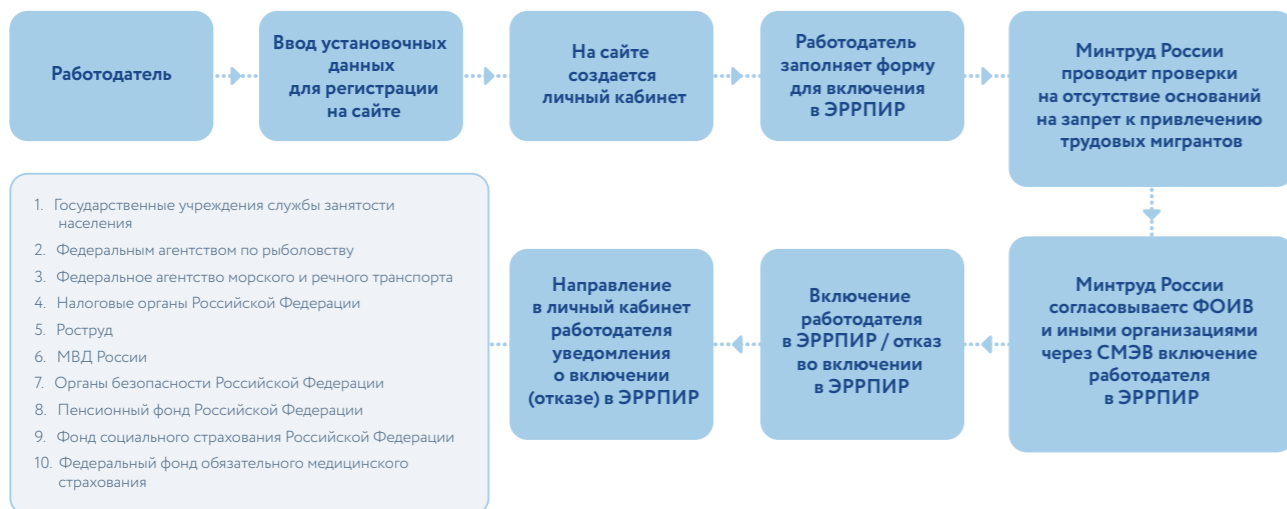 Работодатель
Ввод установочных
данных
для регистрации
на сайте
На сайте
создается
личный кабинет
Работодатель
заполняет форму
для включения
в ЭРРПИР
Минтруд России
проводит проверки
на отсутствие оснований
на запрет к привлечению
трудовых мигрантов
Минтруд России
согласовываетс ФОИВ
и иными организациями
через СМЭВ включение
работодателя
в ЭРРПИР
Включение
работодателя
в ЭРРПИР / отказ
во включении
в ЭРРПИР
Направление
в личный кабинет
работодателя
уведомления
о включении
(отказе) в ЭРРПИР
1. Государственные учреждения службы занятости
населения
2. Федеральным агентством по рыболовству
3. Федеральное агентство морского и речного транспорта
4. Налоговые органы Российской Федерации
5. Роструд
6. МВД России
7. Органы безопасности Российской Федерации
8. Пенсионный фонд Российской Федерации
9. Фонд социального страхования Российской Федерации
10. Федеральный фонд обязательного медицинского
страхования